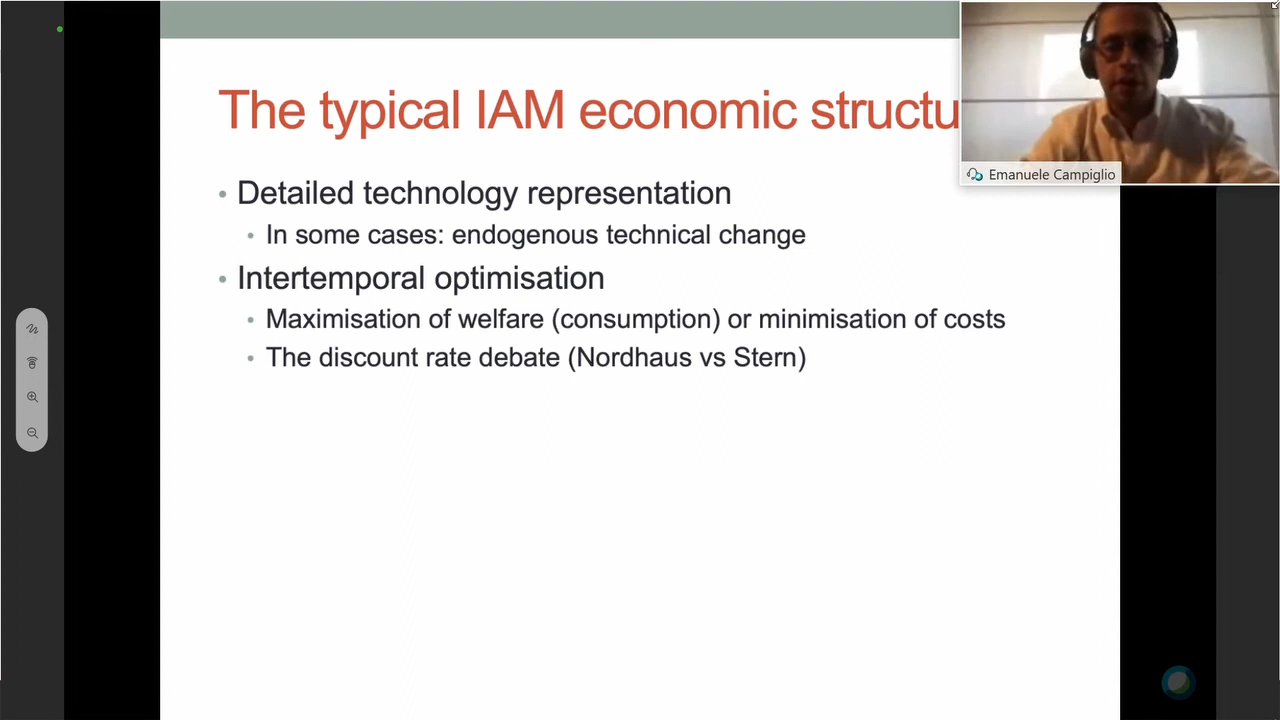 The typical IAM economic structu
Emanuele Campiglio
• Detailed technology representation
• In some cases: endogenous technical change
• Intertemporal optimisation
• Maximisation of welfare (consumption) or minimisation of costs
• The discount rate debate (Nordhaus vs Stern)